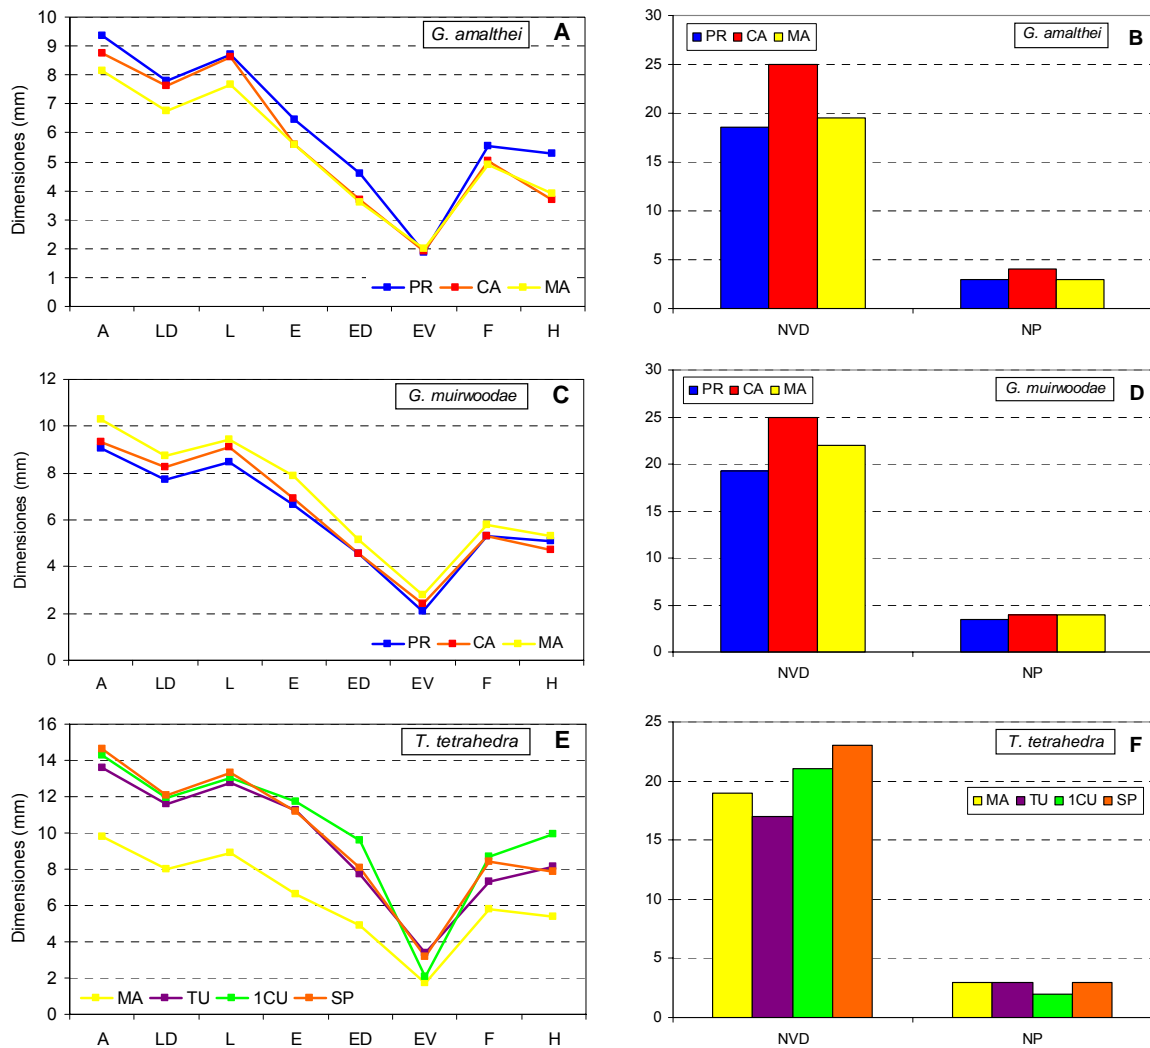 Dimensiones (mm)
10
9
8
7
6
5
4
3
2
1
0
G. amalthei
A
PR CA MA
A LD L E ED EV F H
30
25
20
15
10
5
0
PR CA MA
G. amalthei
B
NVD NP
Dimensiones (mm)
12
10
8
6
4
2
0
G. muirwoodae
C
PR CA MA
A LD L E ED EV F H
30
25
20
15
10
5
0
PR CA MA
G. muirwoodae
D
NVD NP
Dimensiones (mm)
16
14
12
10
8
6
4
2
0
T. tetrahedra
E
MA TU 1CU SP
A LD L E ED EV F H
25
20
15
10
5
0
T. tetrahedra
F
MA TU 1CU SP
NVD NP